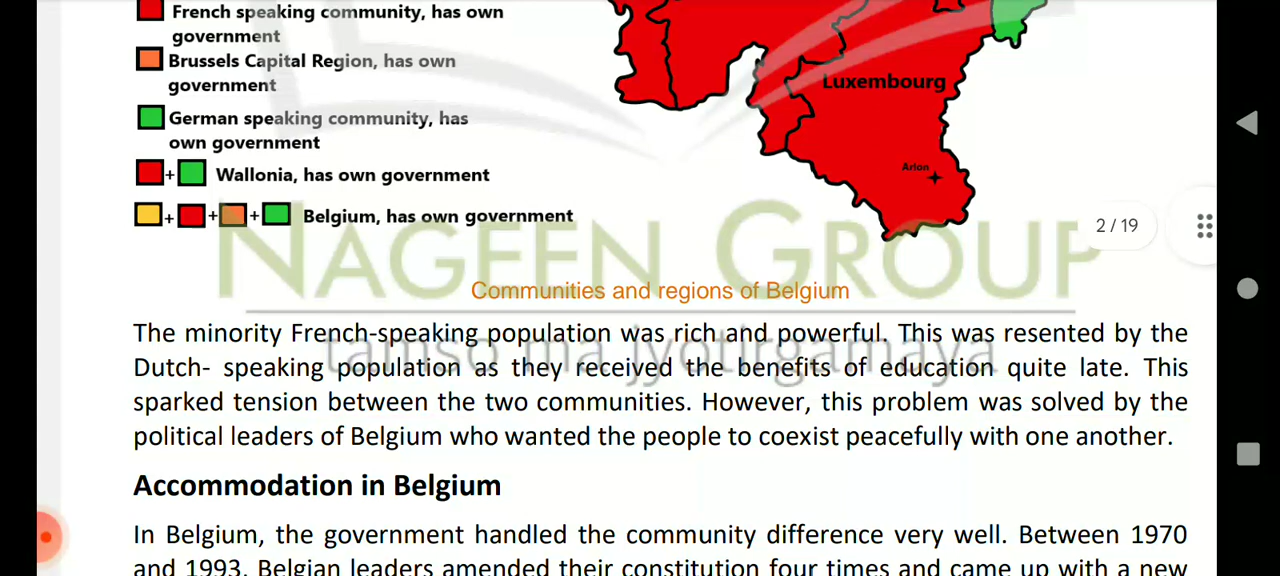 French speaking community, has own
government
Brussels Capital Region, has own
government
German speaking community, has
own government
+ Wallonia, has own government
+ + + Belgium, has own government
Luxembourg
Arlon
2 / 19
NAGEEN GROUP
tamso ma jyotirgamaya
Communities and regions of Belgium
The minority French-speaking population was rich and powerful. This was resented by the
Dutch- speaking population as they received the benefits of education quite late. This
sparked tension between the two communities. However, this problem was solved by the
political leaders of Belgium who wanted the people to coexist peacefully with one another.
Accommodation in Belgium
In Belgium, the government handled the community difference very well. Between 1970
and 1993, Belgian leaders amended their constitution four times and came up with a new